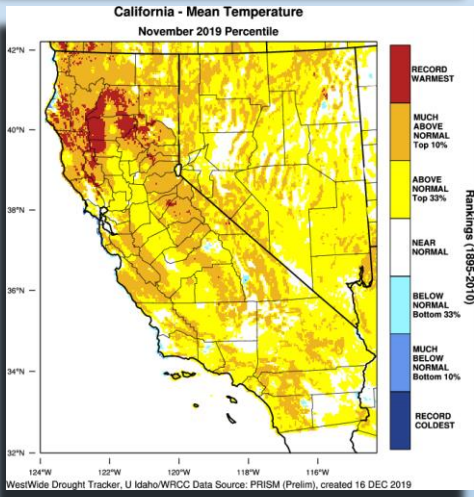 California - Mean Temperature
November 2019 Percentile
42°N
40°N
38°N
36°N
34°N
32°N
124°W
122°W
120°W
118°W
116°W
RECORD
WARMEST
MUCH
ABOVE
NORMAL
Top 10%
ABOVE
NORMAL
Top 33%
NEAR
NORMAL
BELOW
NORMAL
Bottom 33%
MUCH
BELOW
NORMAL
Bottom 10%
RECORD
COLDEST
Rankings (1895-2010)
WestWide Drought Tracker, U Idaho/WRCC Data Source: PRISM (Prelim), created 16 DEC 2019